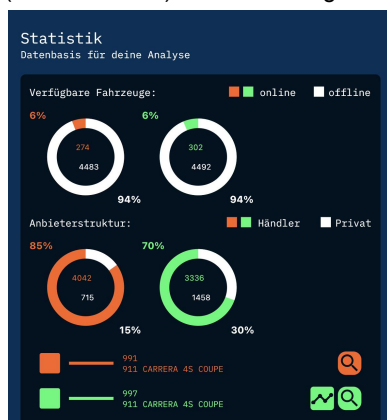 Statistik
Datenbasis für deine Analyse
Verfügbare Fahrzeuge: online offline
6% 6%
274 302
4483 4492
94% 94%
Anbieterstruktur: Händler Privat
85% 70%
4042 3336
715 1458
15% 30%
991
911 CARRERA 4S COUPE
997
911 CARRERA 4S COUPE